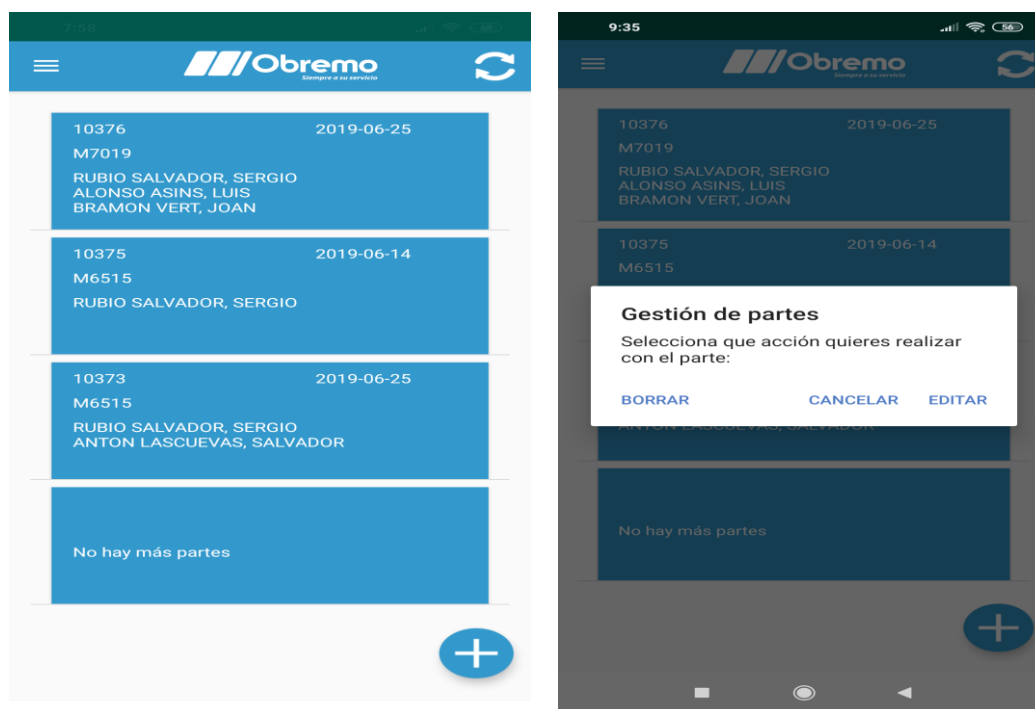 7:58
Obremo
Siempre a su servicio
10376 2019-06-25
M7019
RUBIO SALVADOR, SERGIO
ALONSO ASINS, LUIS
BRAMON VERT, JOAN
10375 2019-06-14
M6515
RUBIO SALVADOR, SERGIO
10373 2019-06-25
M6515
RUBIO SALVADOR, SERGIO
ANTON LASCUEVAS, SALVADOR
No hay más partes
9:35
56
Obremo
Siempre a su servicio
10376 2019-06-25
M7019
RUBIO SALVADOR, SERGIO
ALONSO ASINS, LUIS
BRAMON VERT, JOAN
10375 2019-06-14
M6515
Gestión de partes
Selecciona que acción quieres realizar
con el parte:
BORRAR CANCELAR EDITAR
ANTON LASCUEVAS, SALVADOR
No hay más partes